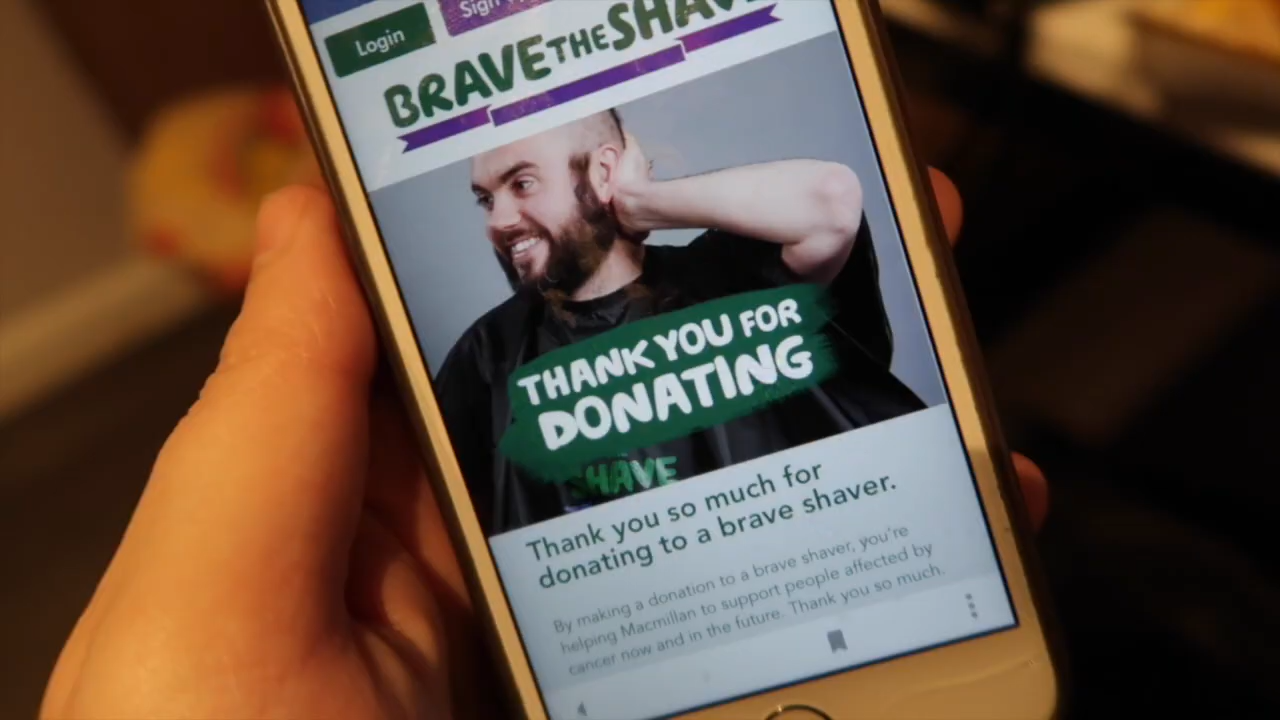 Login
Sign
BRAVE THE SHAVE
THANK YOU FOR
DONATING
SHAVE
Thank you so much for
donating to a brave shaver.
By making a donation to a brave shaver, you're
helping Macmillan to support people affected by
cancer now and in the future. Thank you so much.